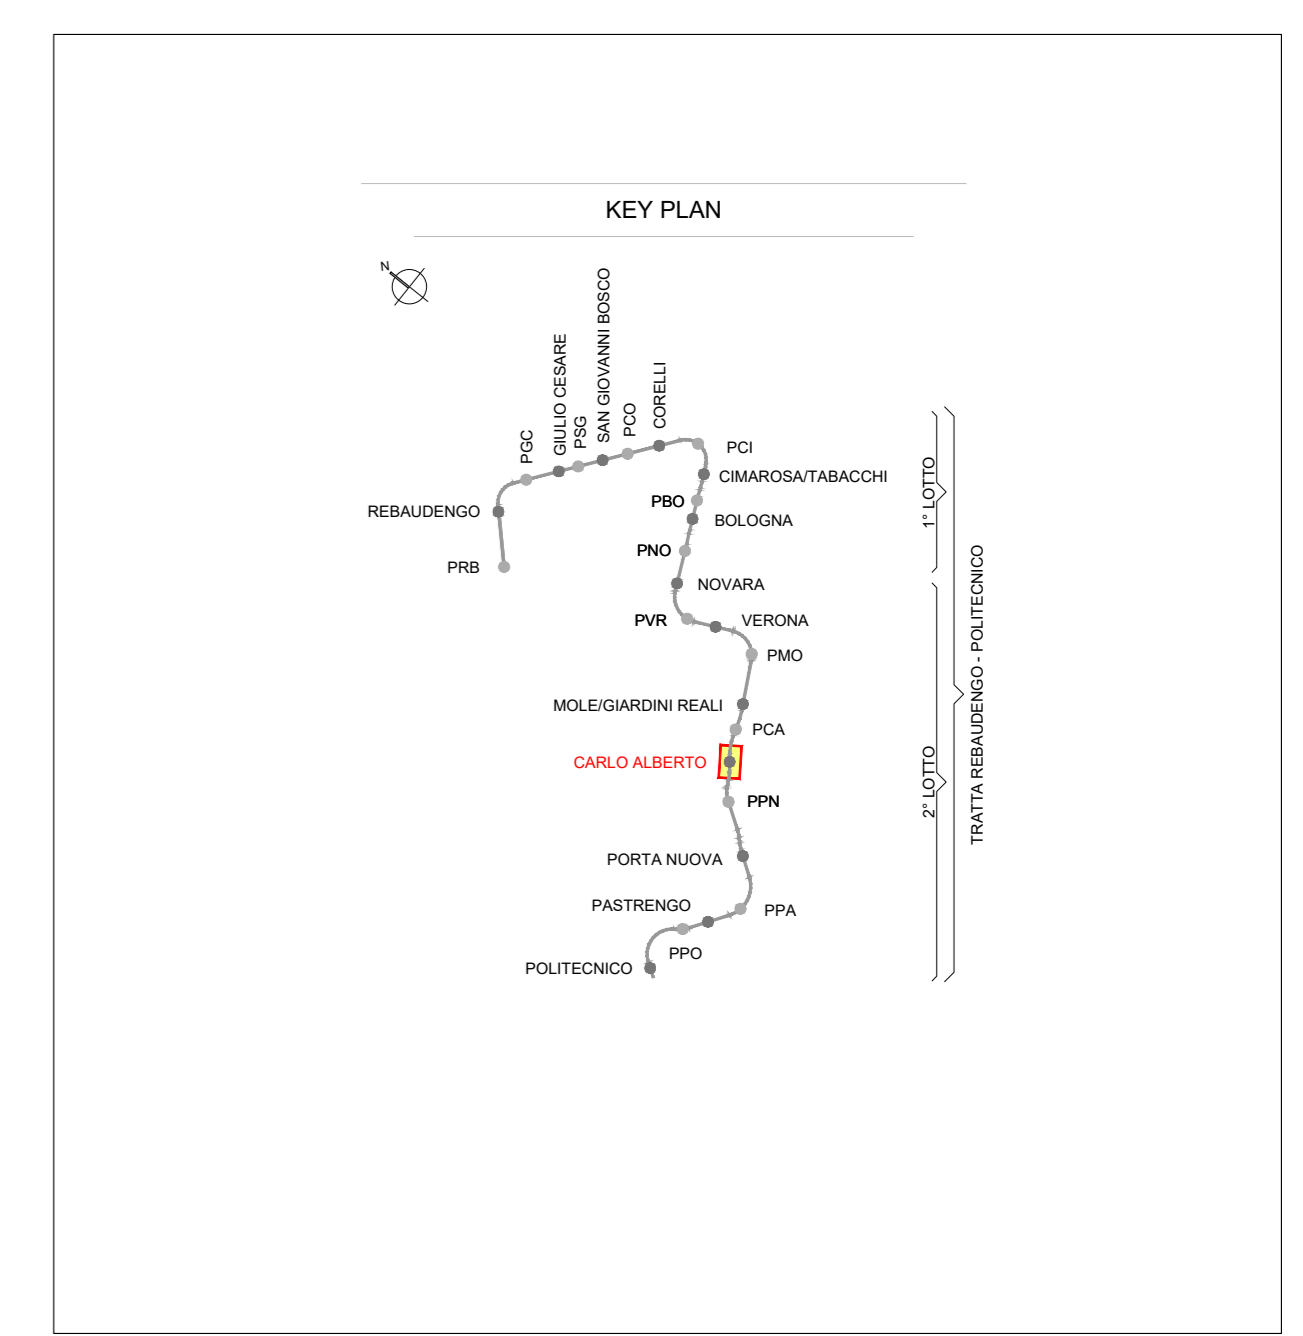 KEY PLAN
N
REBAUDENGO
PRB
PGC
GIULIO CESARE
PSG
SAN GIOVANNI BOSCO
PCO
CORELLI
PCI
CIMAROSA/TABACCHI
PBO
BOLOGNA
PNO
NOVARA
PVR
VERONA
PMO
MOLE/GIARDINI REALI
PCA
CARLO ALBERTO
PPN
PORTA NUOVA
PASTRENGO
PPA
PPO
POLITECNICO
1° LOTTO
2° LOTTO
TRATTA REBAUDENGO - POLITECNICO